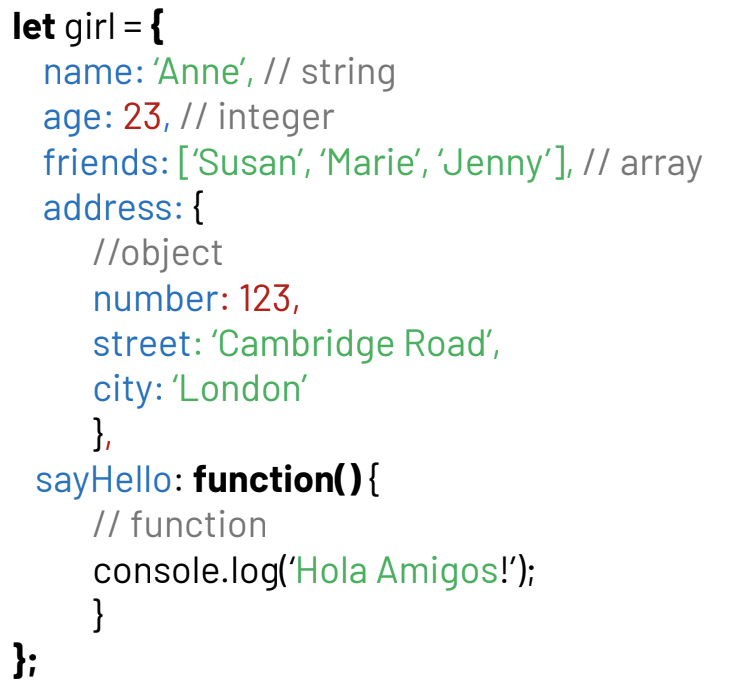 let girl = {
name: ‘Anne’, // string
age: 23, // integer
friends: [‘Susan’, ‘Marie’, ‘Jenny’], // array
address: {
//object
number: 123,
street: ‘Cambridge Road’,
city: ‘London’
},
sayHello: function() {
// function
console.log(‘Hola Amigos!’);
}
};